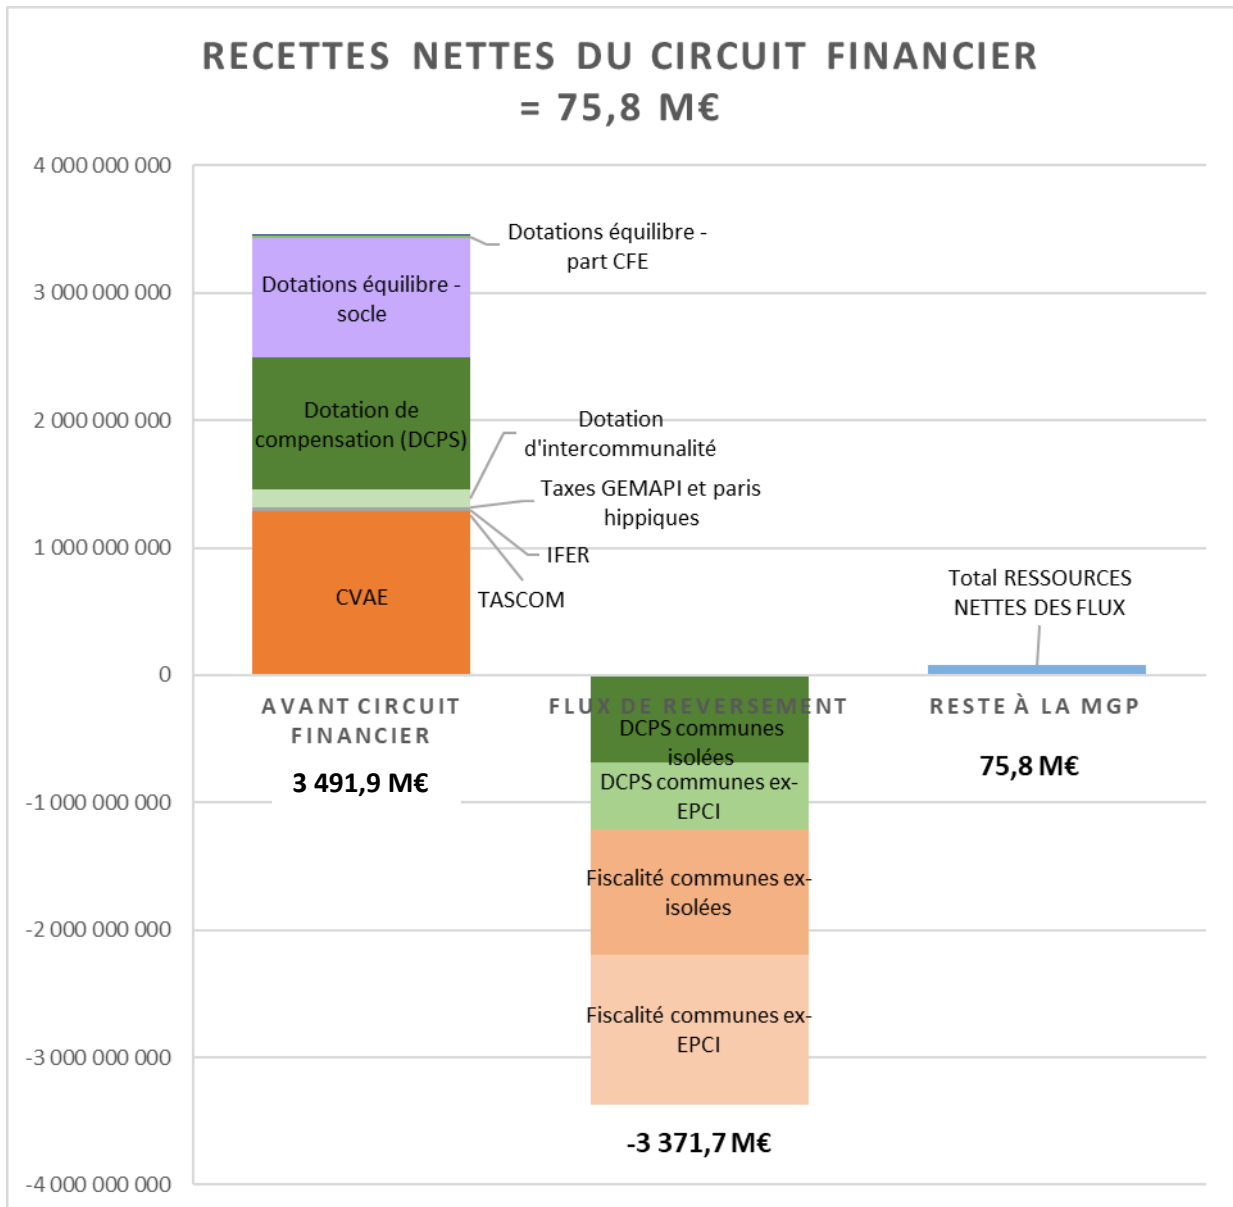 RECETTES NETTES DU CIRCUIT FINANCIER
= 75,8 M€
4 000 000 000
3 000 000 000
2 000 000 000
1 000 000 000
0
-1 000 000 000
-2 000 000 000
-3 000 000 000
-4 000 000 000
Dotations équilibre -
part CFE
Dotations équilibre -
socle
Dotation de
compensation (DCPS)
Dotation
d'intercommunalité
Taxes GEMAPI et paris
hippiques
IFER
TASCOM
CVAE
AVANT CIRCUIT
FINANCIER
3 491,9 M€
FLUX DE REVERSEMENT
DCPS communes
isolées
DCPS communes ex-
EPCI
Fiscalité communes ex-
isolées
Fiscalité communes ex-
EPCI
-3 371,7 M€
Total RESSOURCES
NETTES DES FLUX
RESTE À LA MGP
75,8 M€